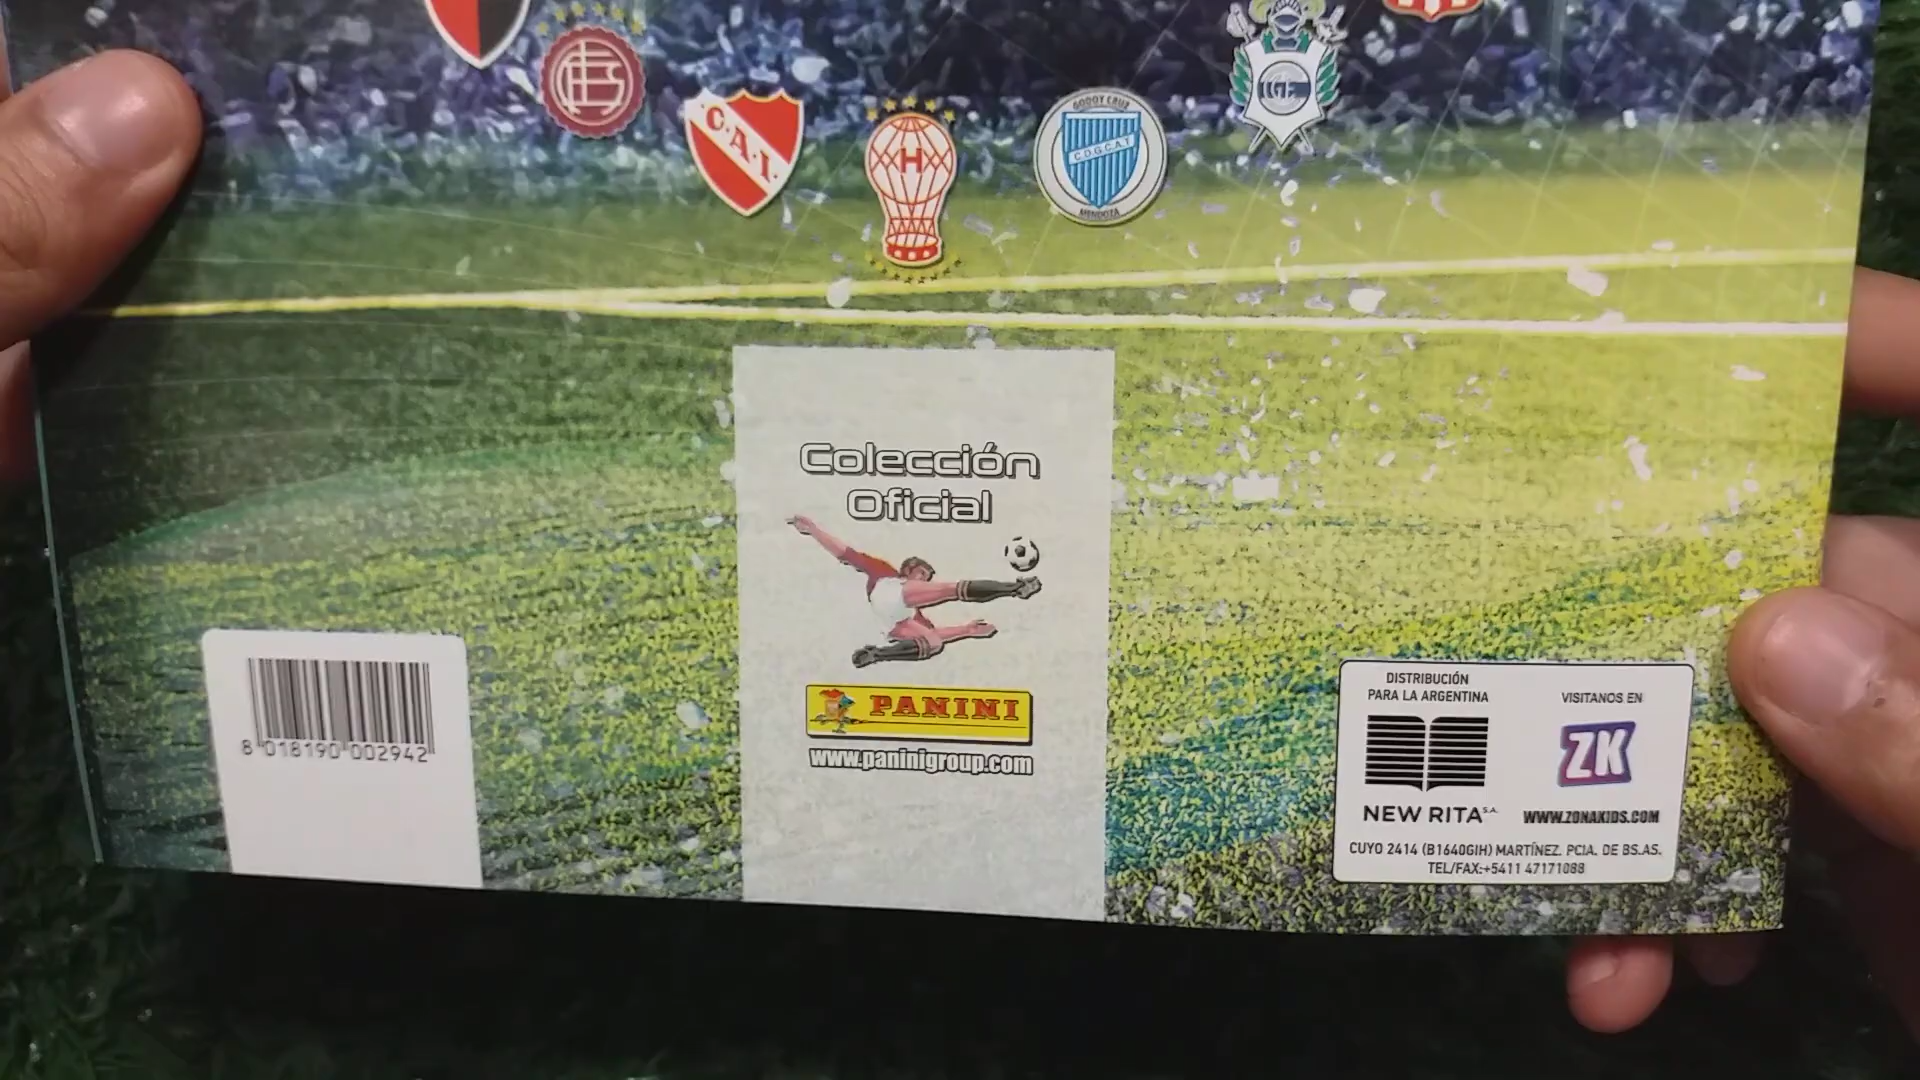 C.A.I.
H
GODOY CRUZ
C.D.G.C.A.T
MENDOZA
Colección
Oficial
PANINI
www.paninigroup.com
8 018190 002942
DISTRIBUCIÓN
PARA LA ARGENTINA
NEW RITA S.A.
VISITANOS EN
ZK
WWW.ZONAKIDS.COM
CUYO 2414 (B1640GIH) MARTÍNEZ. PCIA. DE BS.AS.
TEL/FAX:+5411 47171088